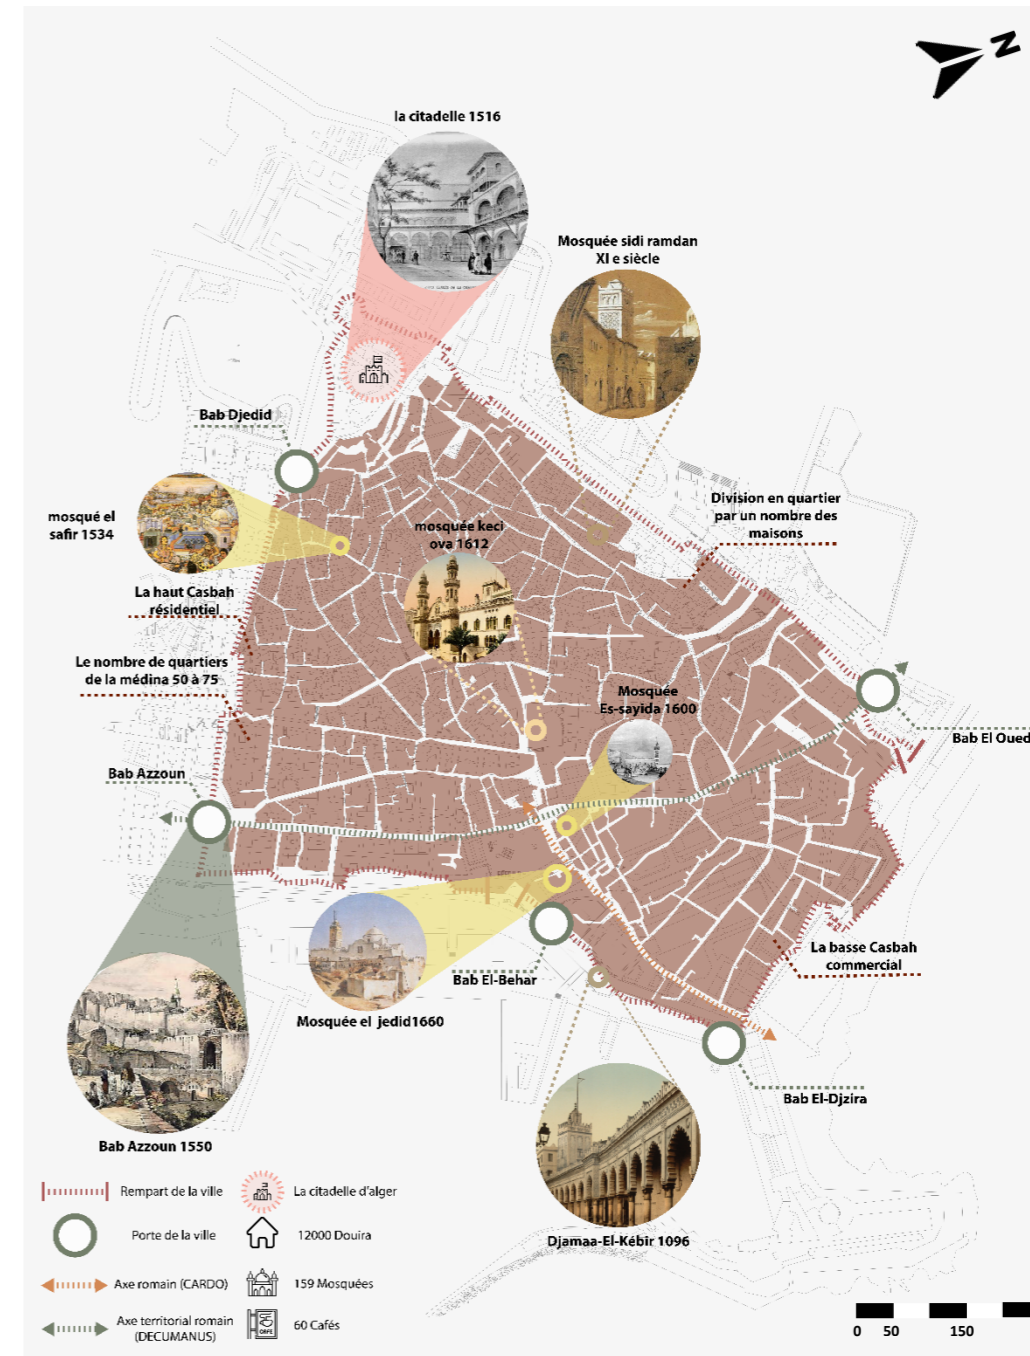 N
la citadelle 1516
Mosquée sidi ramdan
XI e siècle
Bab Djedid
mosqué el
safir 1534
mosquée keci
ova 1612
Division en quartier
par un nombre des
maisons
La haut Casbah
résidentiel
Le nombre de quartiers
de la médina 50 à 75
Mosquée
Es-sayida 1600
Bab El Oued
Bab Azzoun
La basse Casbah
commercial
Bab El-Behar
Mosquée el jedid1660
Bab El-Djzira
Bab Azzoun 1550
Djamaa-El-Kébir 1096
Rempart de la ville
La citadelle d'alger
Porte de la ville
12000 Douira
Axe romain (CARDO)
159 Mosquées
Axe territorial romain
(DECUMANUS)
CAFE
60 Cafés
0 50 150